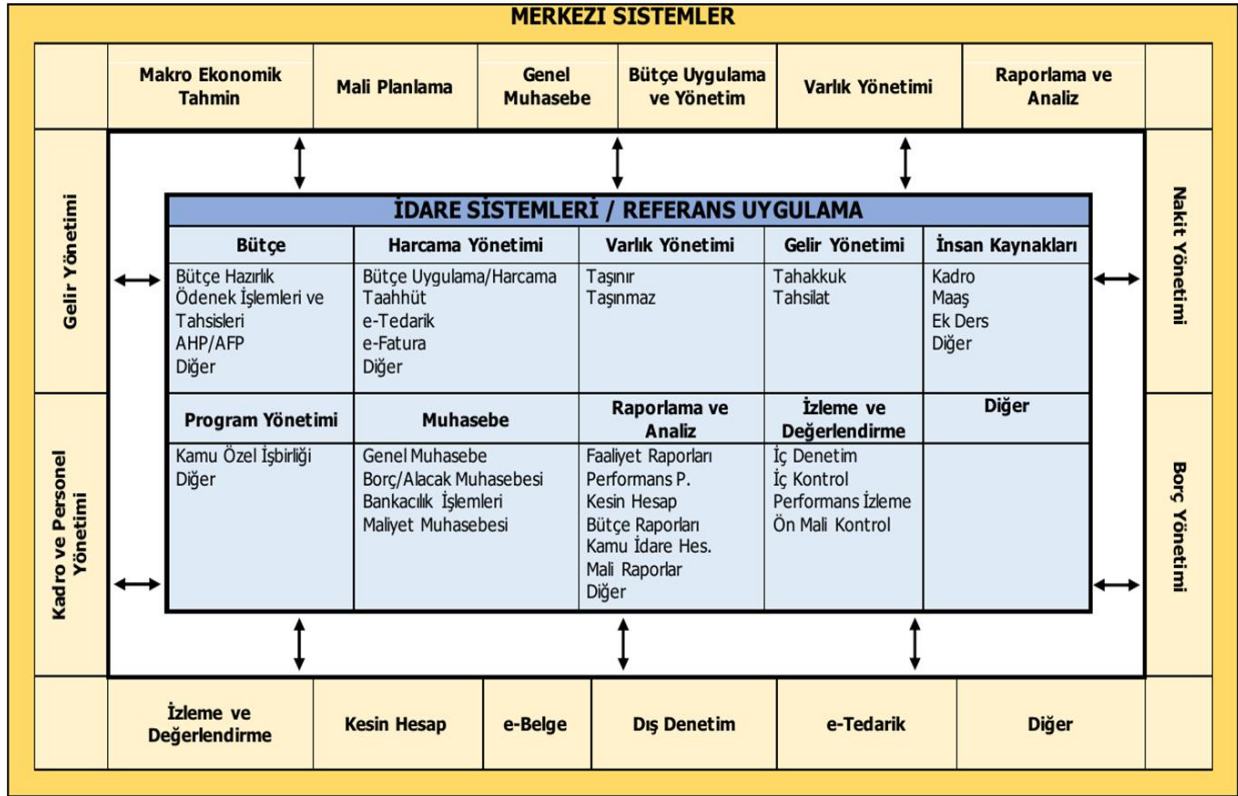 MERKEZİ SİSTEMLER
Makro Ekonomik
Tahmin
Mali Planlama
Genel
Muhasebe
Bütçe Uygulama
ve Yönetim
Varlık Yönetimi
Raporlama ve
Analiz
Gelir Yönetimi
Kadro ve Personel
Yönetimi
İDARE SİSTEMLERİ / REFERANS UYGULAMA
Bütçe
Bütçe Hazırlık
Ödenek İşlemleri ve
Tahsisleri
AHP/AFP
Diğer
Harcama Yönetimi
Bütçe Uygulama/Harcama
Taahhüt
e-Tedarik
e-Fatura
Diğer
Varlık Yönetimi
Taşınır
Taşınmaz
Gelir Yönetimi
Tahakkuk
Tahsilat
İnsan Kaynakları
Kadro
Maaş
Ek Ders
Diğer
Program Yönetimi
Kamu Özel İşbirliği
Diğer
Muhasebe
Genel Muhasebe
Borç/Alacak Muhasebesi
Bankacılık İşlemleri
Maliyet Muhasebesi
Raporlama ve
Analiz
Faaliyet Raporları
Performans P.
Kesin Hesap
Bütçe Raporları
Kamu İdare Hes.
Mali Raporlar
Diğer
İzleme ve
Değerlendirme
İç Denetim
İç Kontrol
Performans İzleme
Ön Mali Kontrol
Diğer
Nakit Yönetimi
Borç Yönetimi
İzleme ve
Değerlendirme
Kesin Hesap
e-Belge
Dış Denetim
e-Tedarik
Diğer